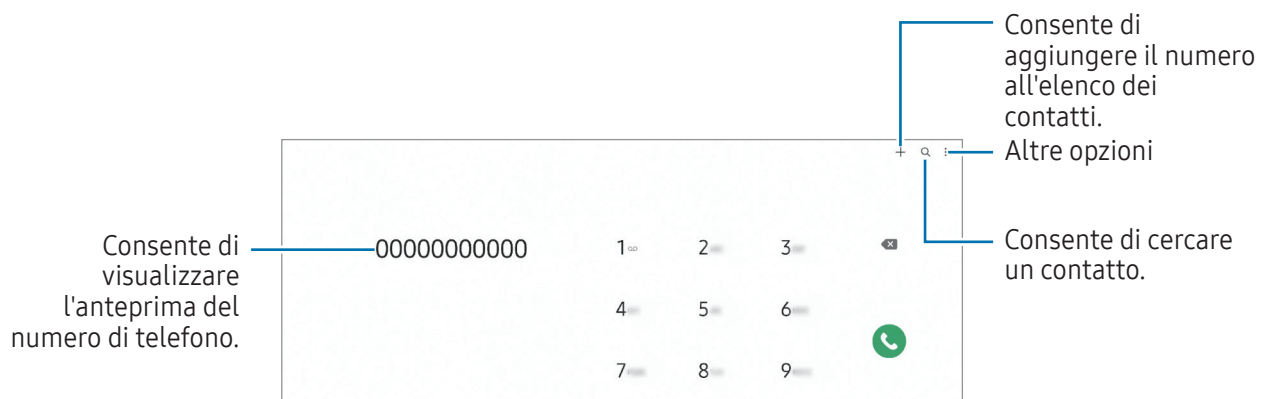 Consente di
aggiungere il numero
all'elenco dei
contatti.
Altre opzioni
Consente di
visualizzare
l'anteprima del
numero di telefono.
00000000000
1 2 3
Consente di cercare
un contatto.
4 5 6
7 8 9